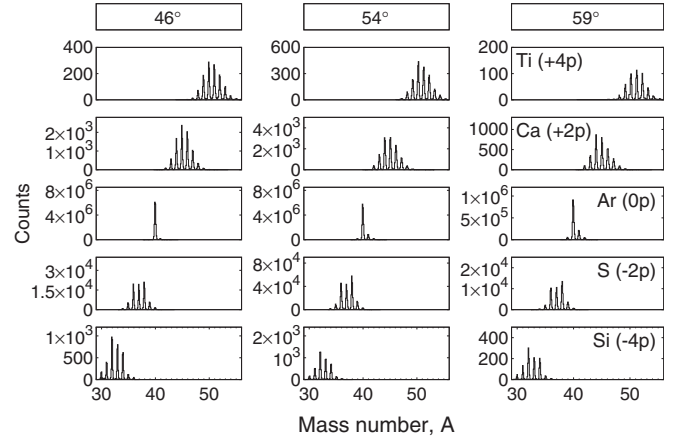 46° 54° 59°
400 600 200
200 300 100 Ti (+4p)
0 0 0
2×10³ 4×10³ 1000
1×10³ 2×10³ 500 Ca (+2p)
0 0 0
8×10⁶ 8×10⁶ 1×10⁶
4×10⁶ 4×10⁶ 5×10⁵ Ar (0p)
0 0 0
3×10⁴ 8×10⁴ 2×10⁴
1.5×10⁴ 4×10⁴ 1×10⁴ S (-2p)
0 0 0
1×10³ 2×10³ 400
500 1×10³ 200 Si (-4p)
0 0 0
30 40 50 30 40 50 30 40 50
Counts
Mass number, A